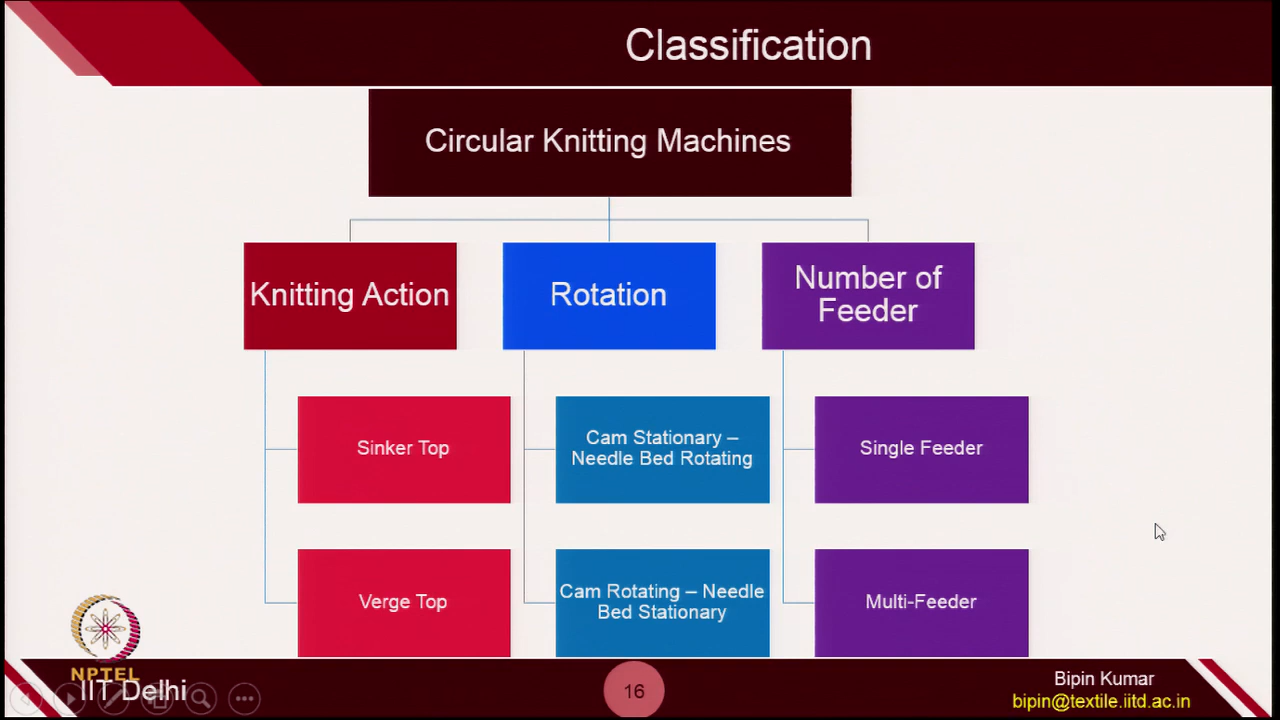 Classification
Circular Knitting Machines
Knitting Action
Rotation
Number of
Feeder
Sinker Top
Cam Stationary –
Needle Bed Rotating
Single Feeder
Verge Top
Cam Rotating – Needle
Bed Stationary
Multi-Feeder
NPTEL
IIT Delhi
16
Bipin Kumar
bipin@textile.iitd.ac.in